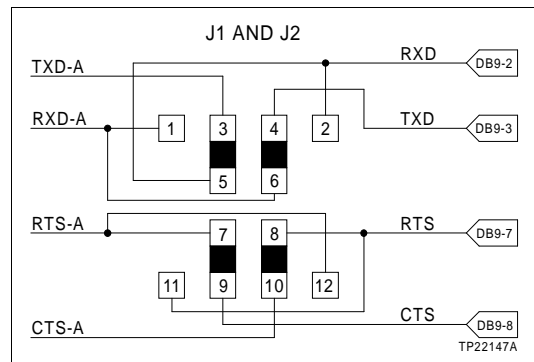 J1 AND J2
TXD-A
RXD
DB9-2
RXD-A
1
3
4
2
TXD
DB9-3
5
6
RTS-A
7
8
RTS
DB9-7
11
9
10
12
CTS-A
CTS
DB9-8
TP22147A